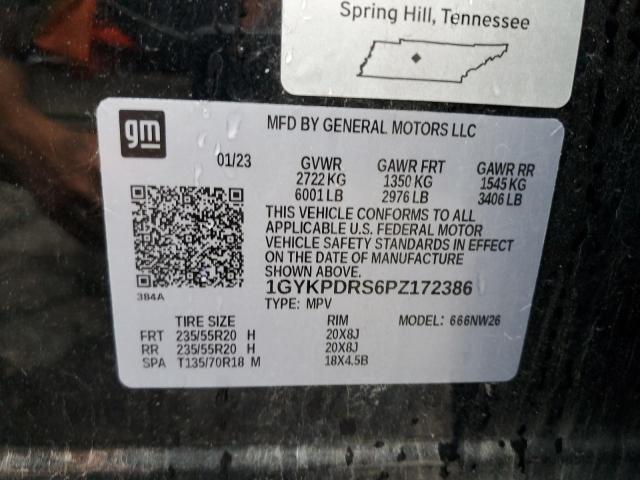 Spring Hill, Tennessee
gm
MFD BY GENERAL MOTORS LLC
01/23 GVWR GAWR FRT GAWR RR
2722 KG 1350 KG 1545 KG
6001 LB 2976 LB 3406 LB
THIS VEHICLE CONFORMS TO ALL
APPLICABLE U.S. FEDERAL MOTOR
VEHICLE SAFETY STANDARDS IN EFFECT
ON THE DATE OF MANUFACTURE
SHOWN ABOVE.
1GYKPDRS6PZ172386
384A
TYPE: MPV MODEL: 666NW26
TIRE SIZE RIM
FRT 235/55R20 H 20X8J
RR 235/55R20 H 20X8J
SPA T135/70R18 M 18X4.5B